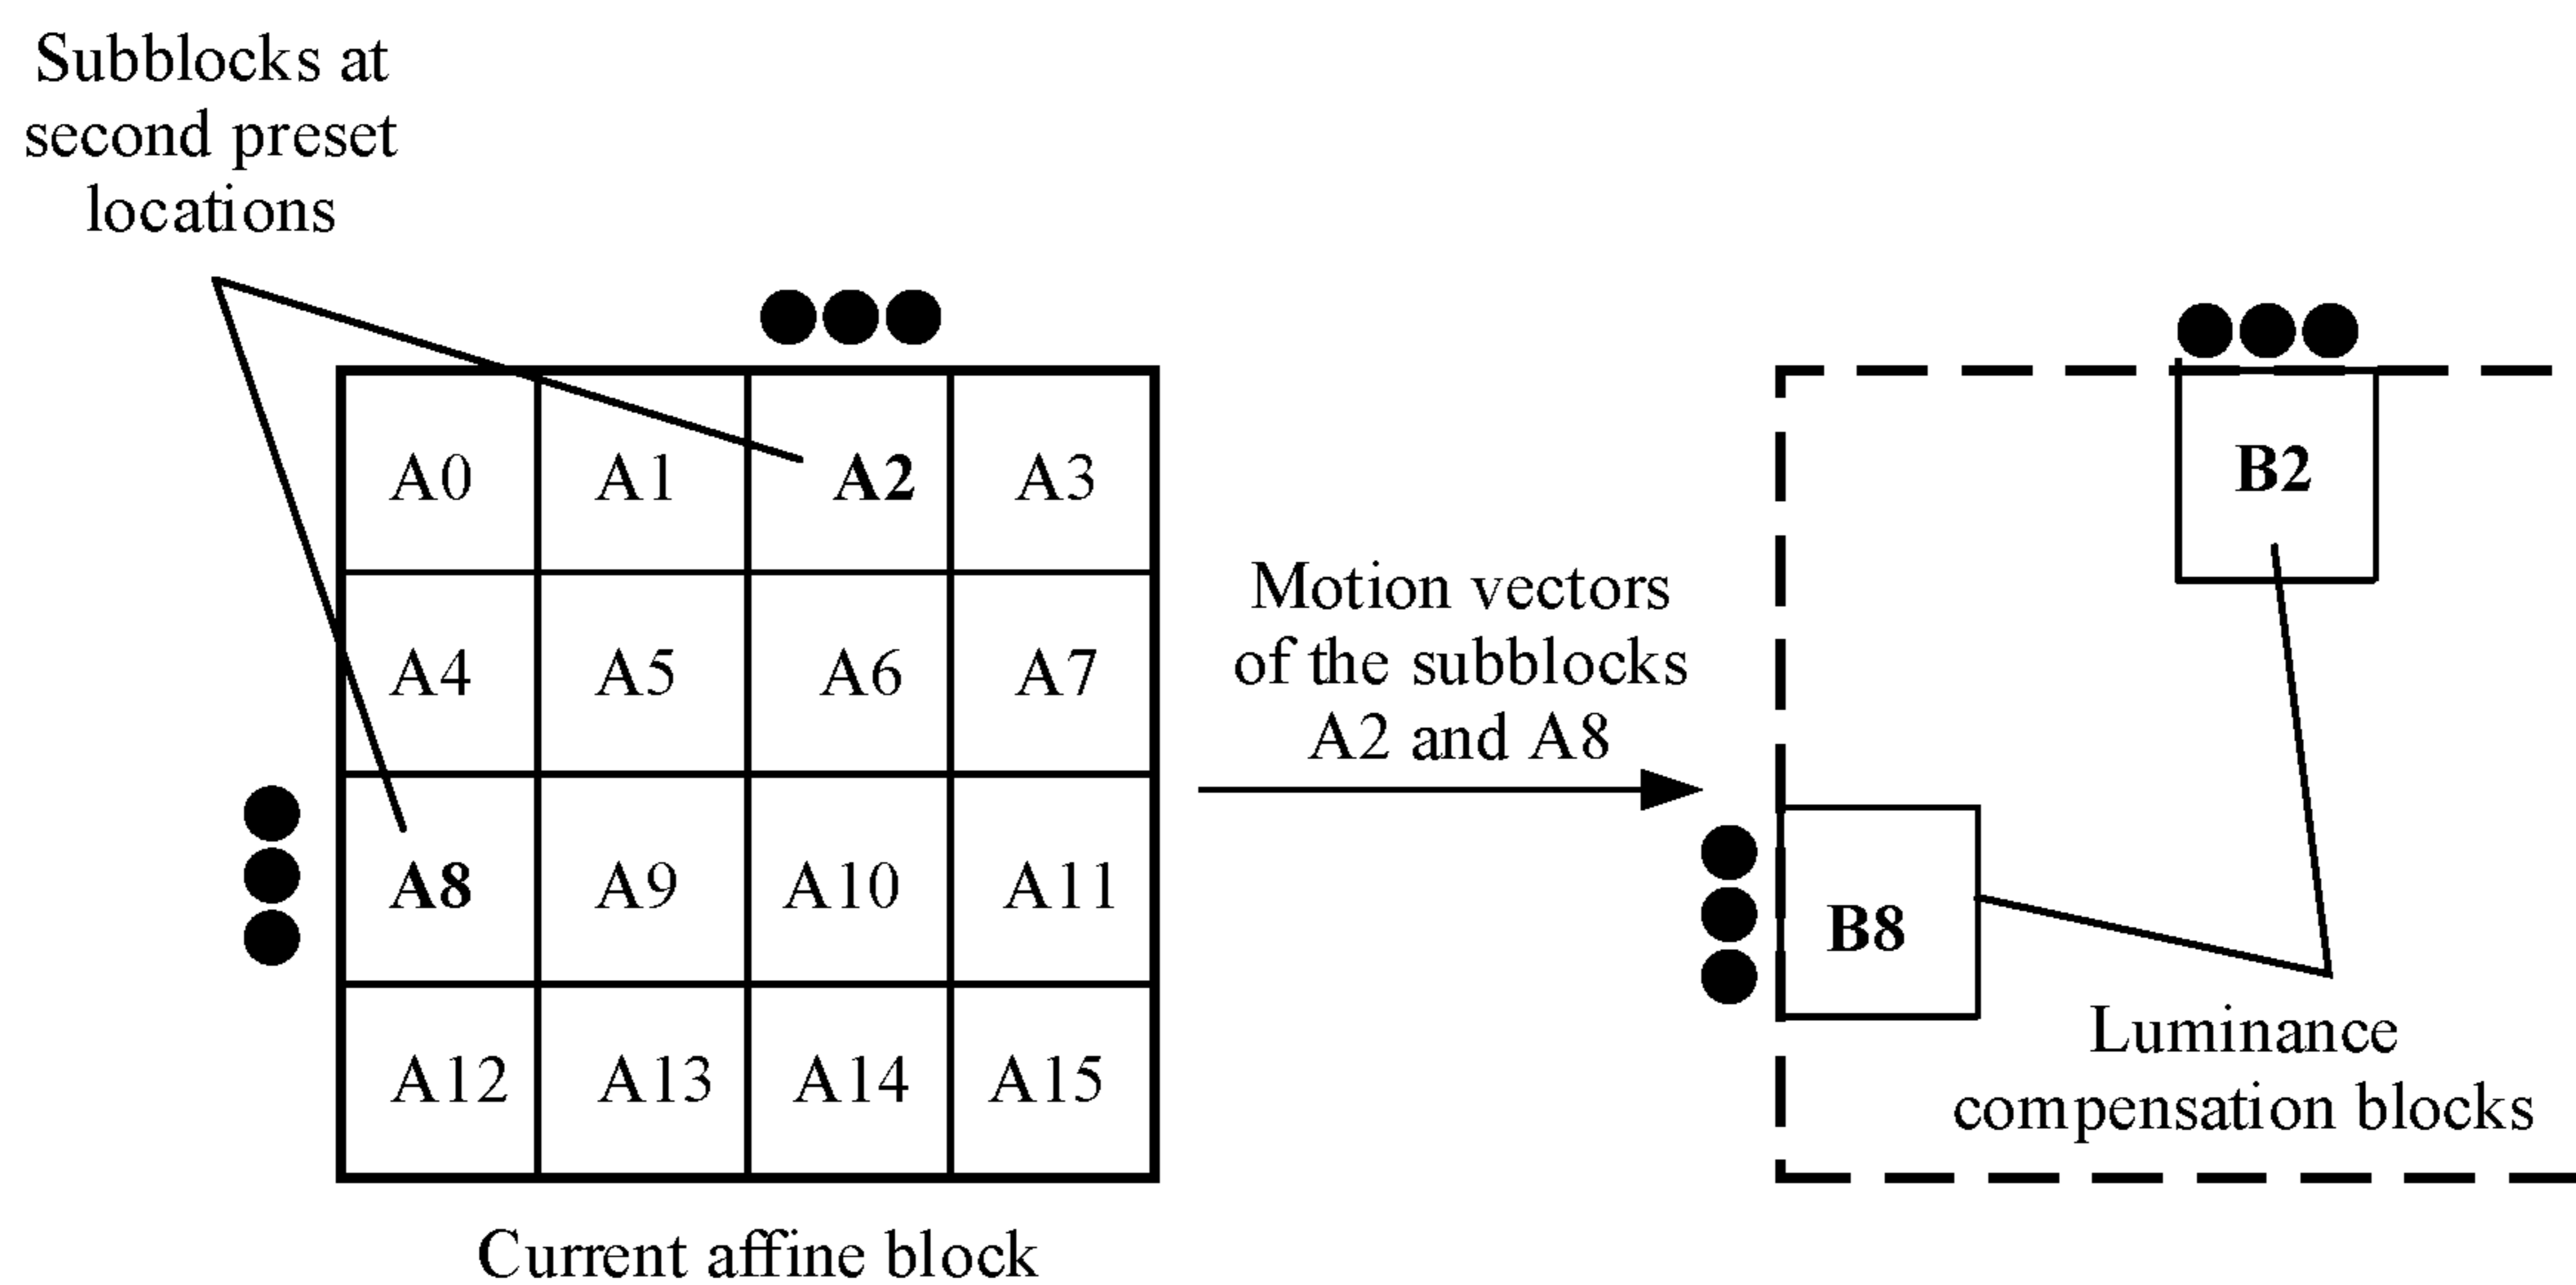 Subblocks at
second preset
locations
A0 A1 A2 A3
A4 A5 A6 A7
A8 A9 A10 A11
A12 A13 A14 A15
Current affine block
Motion vectors
of the subblocks
A2 and A8
B2
B8
Luminance
compensation blocks